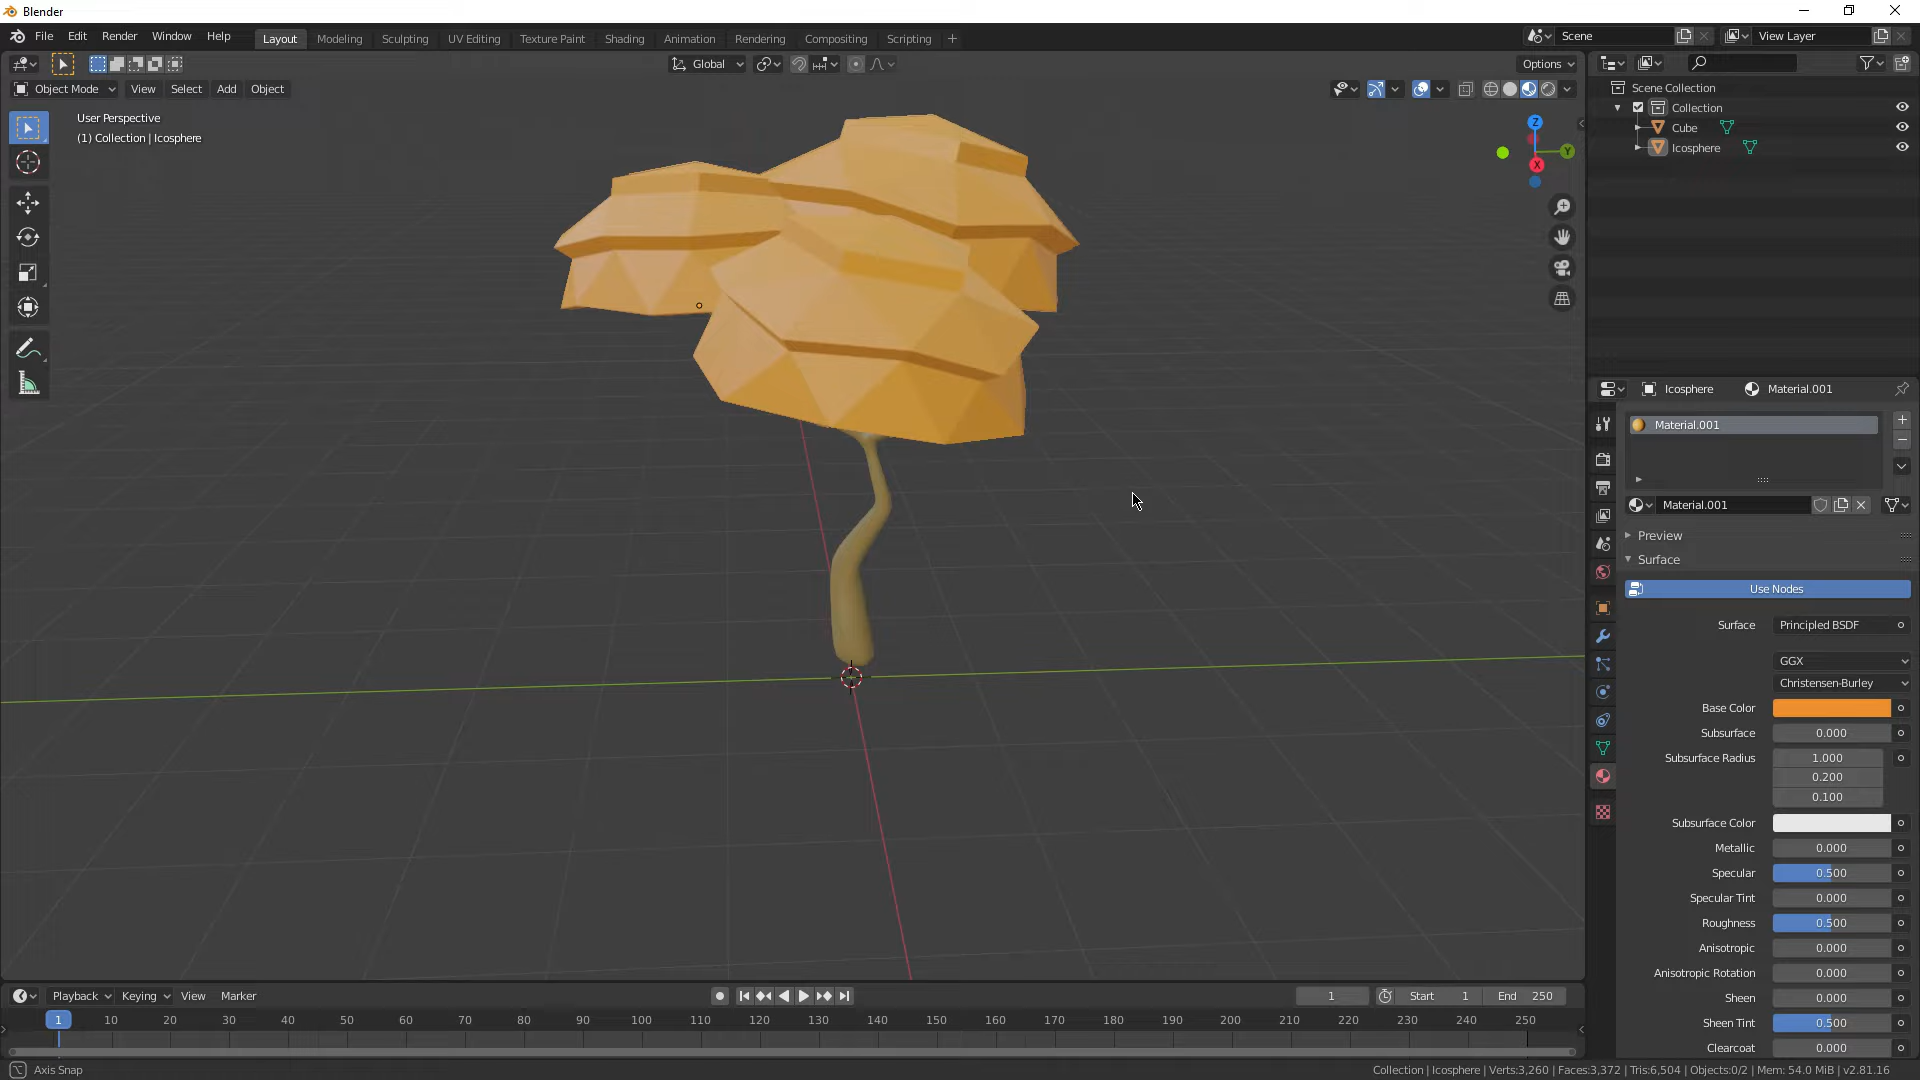 Blender
File Edit Render Window Help
Layout Modeling Sculpting UV Editing Texture Paint Shading Animation Rendering Compositing Scripting +
Scene
View Layer
Global
Options
Object Mode View Select Add Object
User Perspective
(1) Collection | Icosphere
Z
Y
X
Scene Collection
Collection
Cube
Icosphere
Icosphere Material.001
Material.001
Material.001
Preview
Surface
Use Nodes
Surface Principled BSDF
GGX
Christensen-Burley
Base Color
Subsurface 0.000
Subsurface Radius 1.000
0.200
0.100
Subsurface Color
Metallic 0.000
Specular 0.500
Specular Tint 0.000
Roughness 0.500
Anisotropic 0.000
Anisotropic Rotation 0.000
Sheen 0.000
Sheen Tint 0.500
Clearcoat 0.000
Playback Keying View Marker
1 Start 1 End 250
1 10 20 30 40 50 60 70 80 90 100 110 120 130 140 150 160 170 180 190 200 210 220 230 240 250
Axis Snap
Collection | Icosphere | Verts:3,260 | Faces:3,372 | Tris:6,504 | Objects:0/2 | Mem: 54.0 MiB | v2.81.16